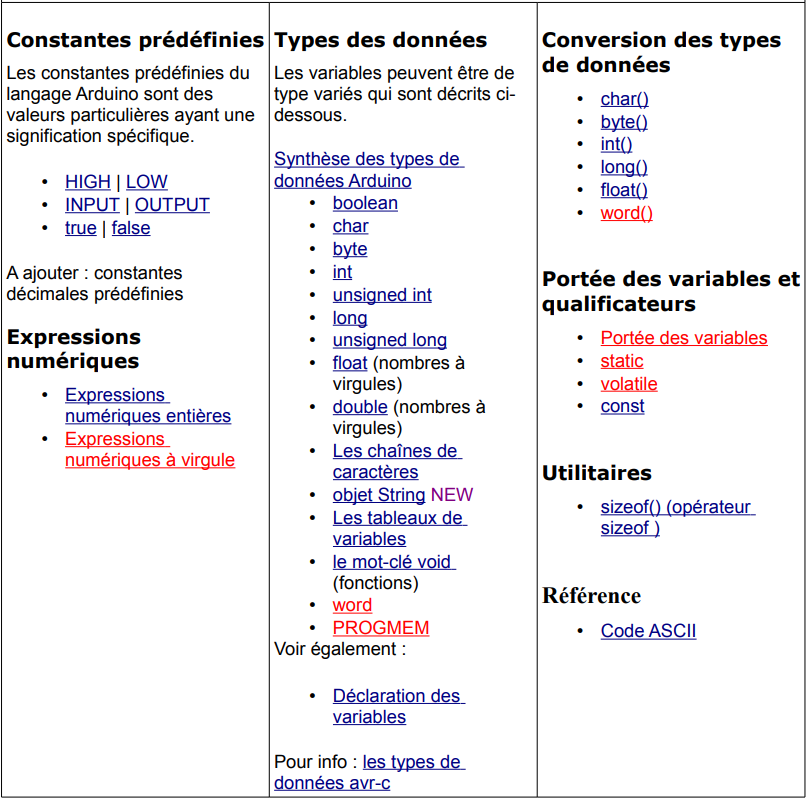 Constantes prédéfinies
Les constantes prédéfinies du
langage Arduino sont des
valeurs particulières ayant une
signification spécifique.
• HIGH | LOW
• INPUT | OUTPUT
• true | false
A ajouter : constantes
décimales prédéfinies
Expressions
numériques
• Expressions
numériques entières
• Expressions
numériques à virgule
Types des données
Les variables peuvent être de
type variés qui sont décrits ci-
dessous.
Synthèse des types de
données Arduino
• boolean
• char
• byte
• int
• unsigned int
• long
• unsigned long
• float (nombres à
virgules)
• double (nombres à
virgules)
• Les chaînes de
caractères
• objet String NEW
• Les tableaux de
variables
• le mot-clé void
(fonctions)
• word
• PROGMEM
Voir également :
• Déclaration des
variables
Pour info : les types de
données avr-c
Conversion des types
de données
• char()
• byte()
• int()
• long()
• float()
• word()
Portée des variables et
qualificateurs
• Portée des variables
• static
• volatile
• const
Utilitaires
• sizeof() (opérateur
sizeof )
Référence
• Code ASCII